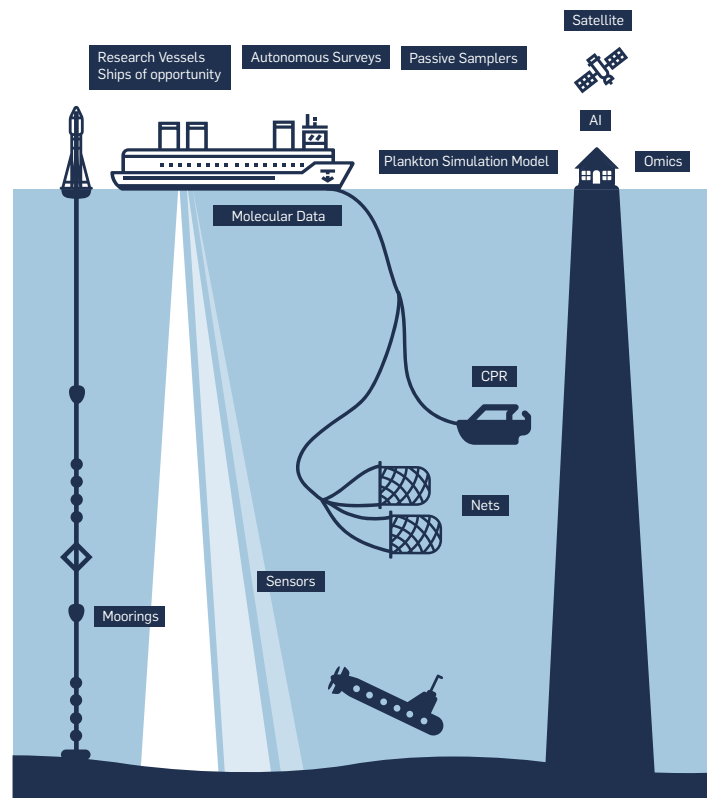 Satellite
Research Vessels
Ships of opportunity
Autonomous Surveys
Passive Samplers
AI
Plankton Simulation Model
Omics
Molecular Data
CPR
Nets
Sensors
Moorings